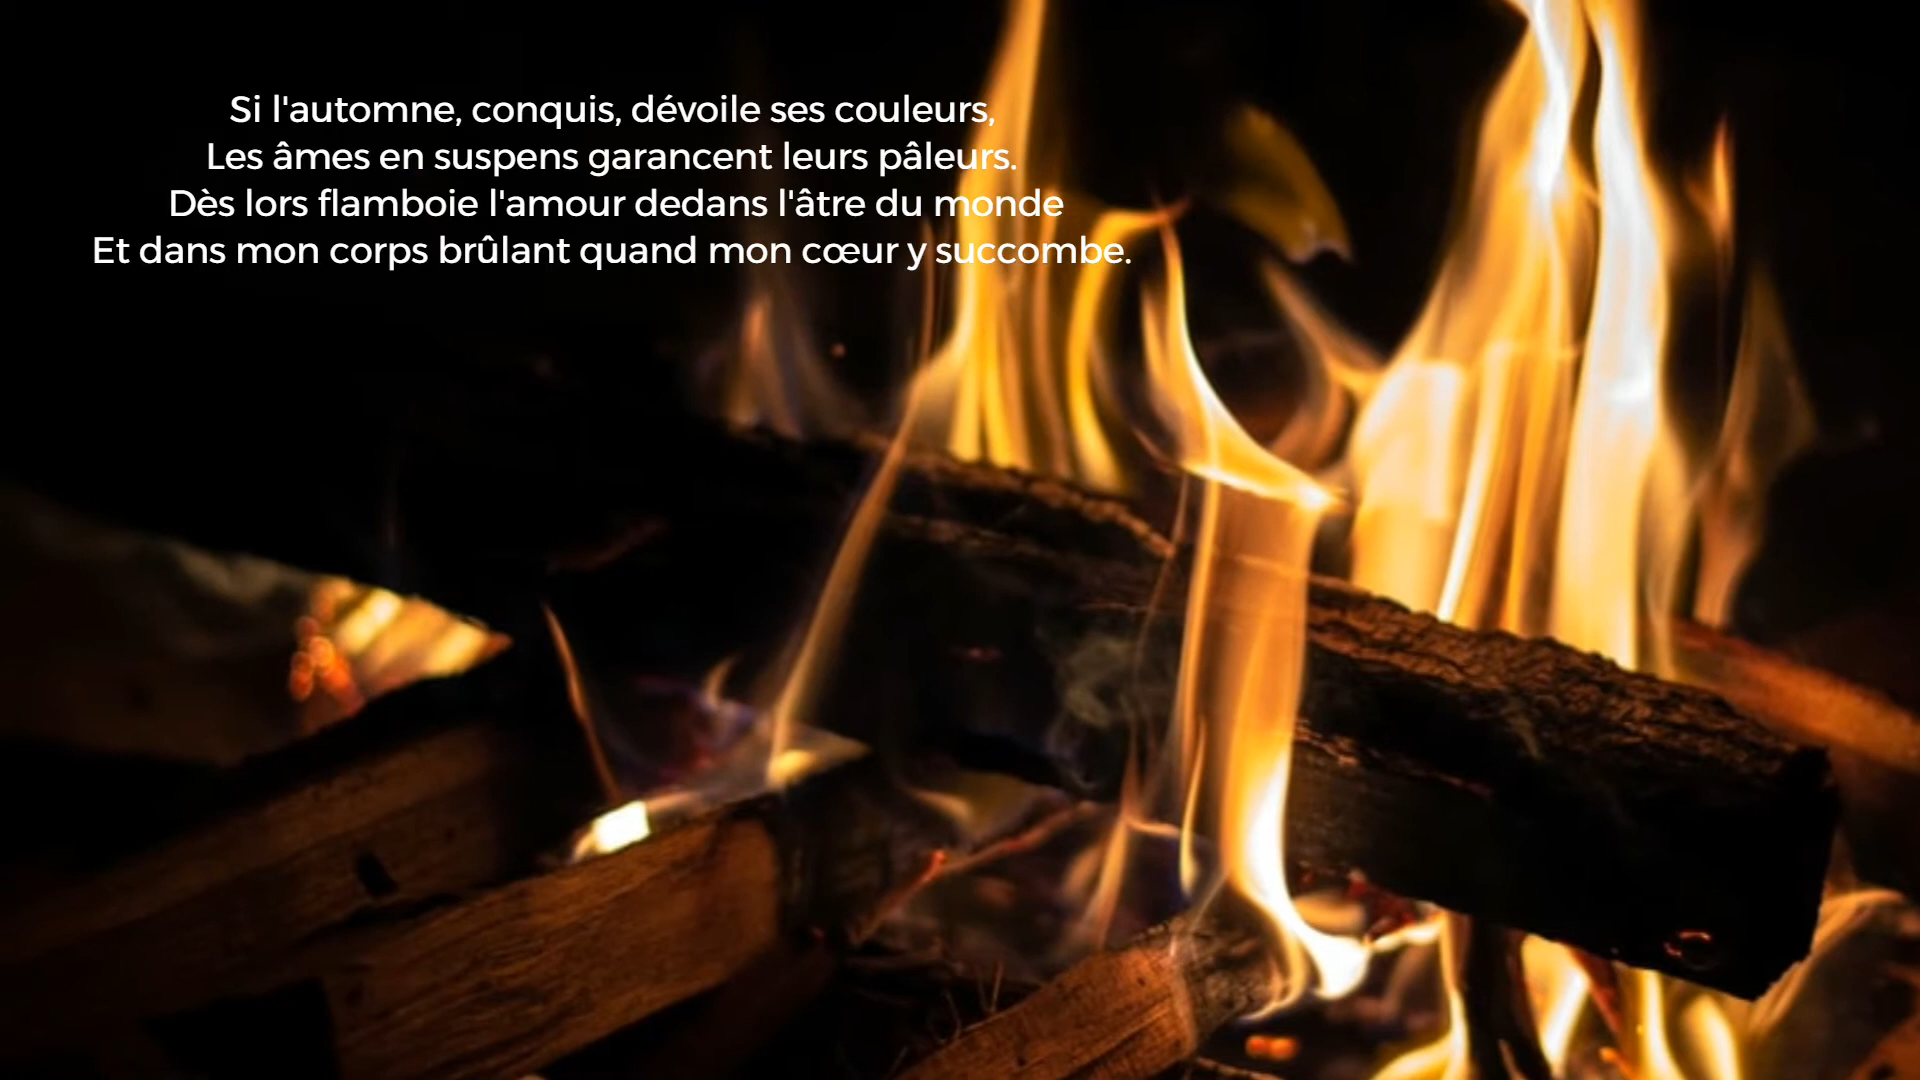 Si l'automne, conquis, dévoile ses couleurs,
Les âmes en suspens garancent leurs pâleurs.
Dès lors flamboie l'amour dedans l'âtre du monde
Et dans mon corps brûlant quand mon cœur y succombe.